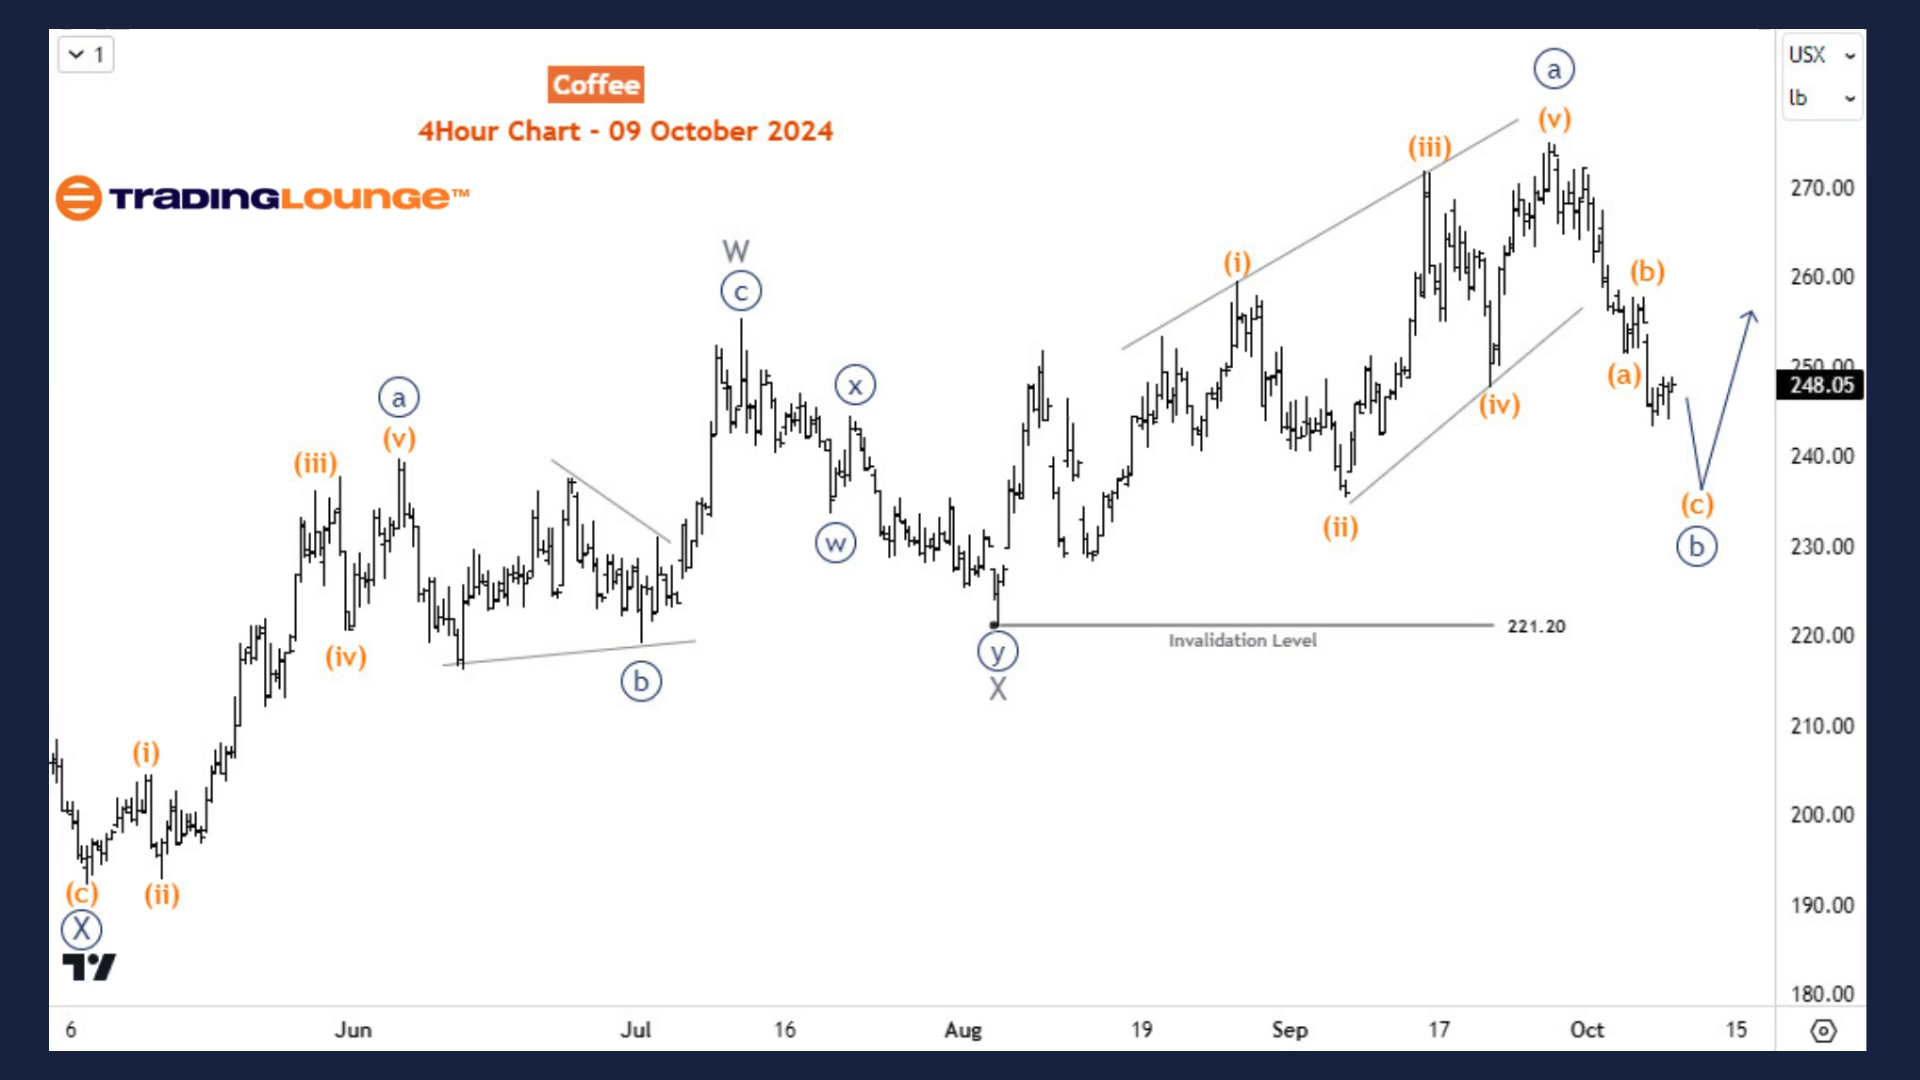 1
Coffee
4Hour Chart - 09 October 2024
TRADINGLOUNGE™
USX
lb
a
(v)
(iii)
270.00
W
c
(i)
(b)
260.00
250.00
a
x
(a)
248.05
(v)
(iv)
(iii)
240.00
(c)
w
(ii)
b
230.00
221.20
Invalidation Level
220.00
(iv)
b
y
X
210.00
(i)
200.00
(c)
(ii)
190.00
X
180.00
6
Jun
Jul
16
Aug
19
Sep
17
Oct
15